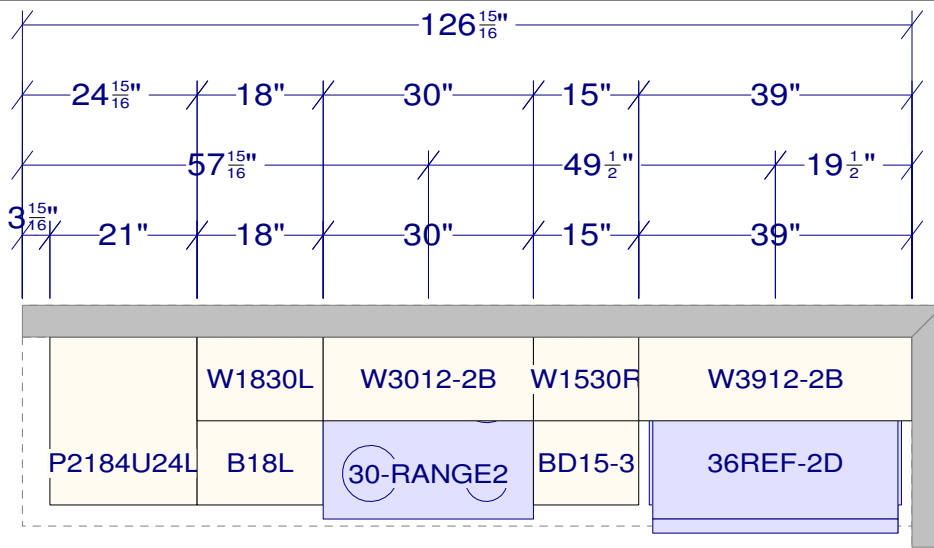 126 15/16"
24 15/16" 18" 30" 15" 39"
57 15/16" 49 1/2" 19 1/2"
3 15/16" 21" 18" 30" 15" 39"
W1830L W3012-2B W1530R W3912-2B
P2184U24L B18L 30-RANGE2 BD15-3 36REF-2D